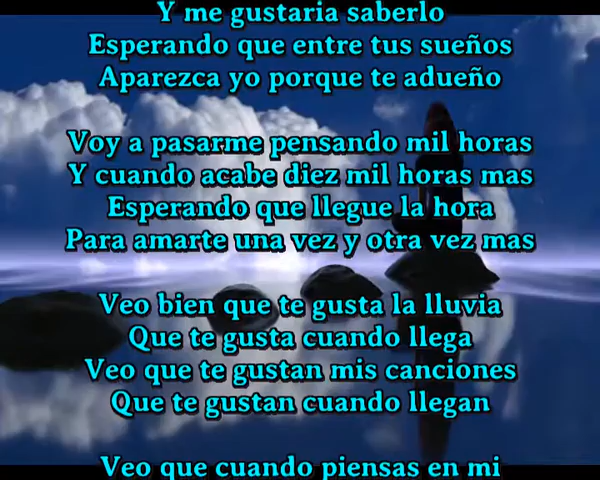 Y me gustaria saberlo
Esperando que entre tus sueños
Aparezca yo porque te adueño
Voy a pasarme pensando mil horas
Y cuando acabe diez mil horas mas
Esperando que llegue la hora
Para amarte una vez y otra vez mas
Veo bien que te gusta la lluvia
Que te gusta cuando llega
Veo que te gustan mis canciones
Que te gustan cuando llegan
Veo que cuando piensas en mi